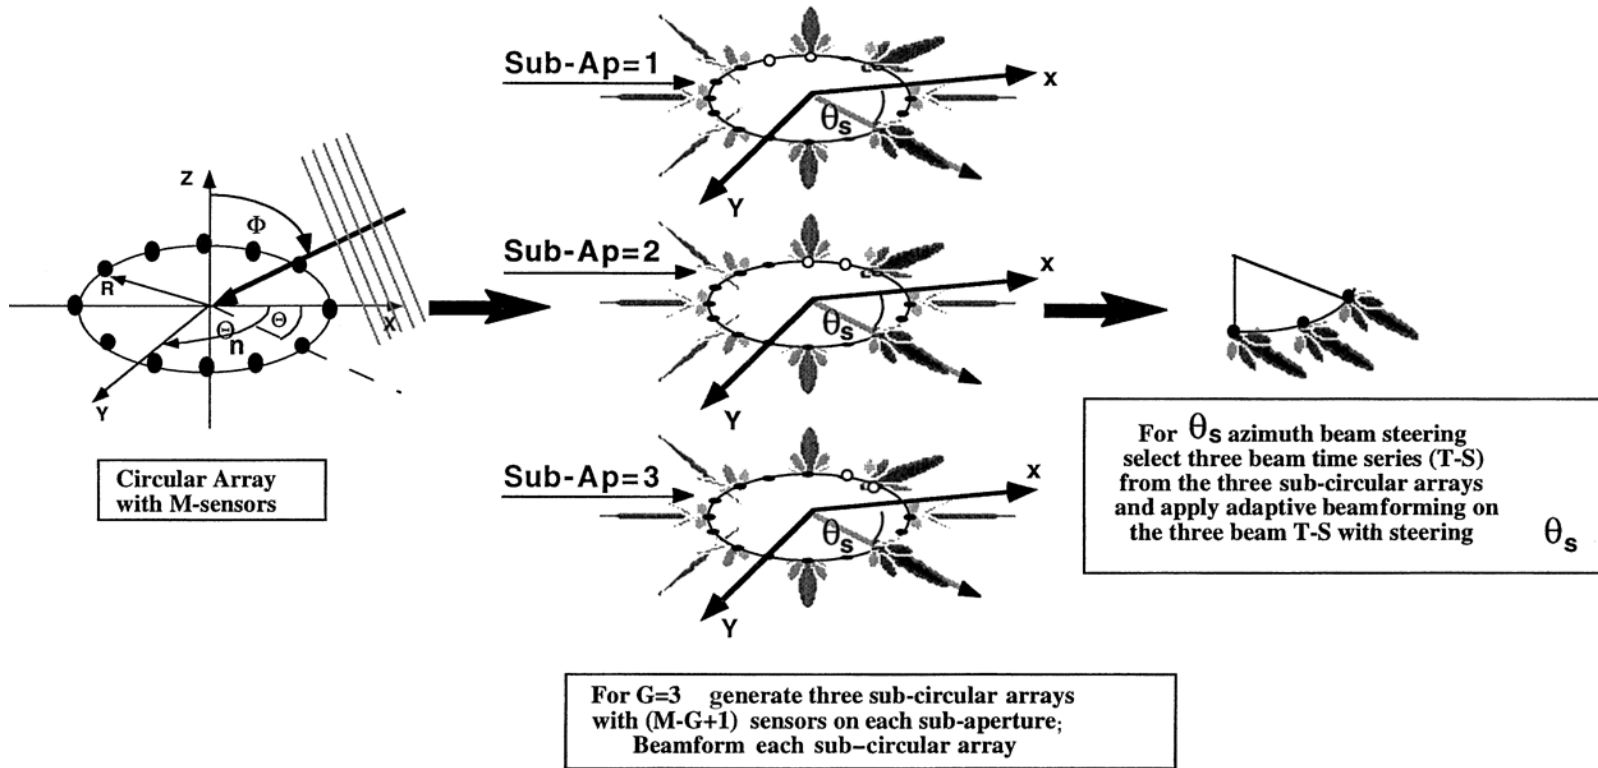 Z
Φ
R
X
Θ
Θ
n
Y
Circular Array
with M-sensors
Sub-Ap=1
x
θs
Y
Sub-Ap=2
x
θs
Y
Sub-Ap=3
x
θs
Y
For G=3 generate three sub-circular arrays
with (M-G+1) sensors on each sub-aperture;
Beamform each sub-circular array
For θs azimuth beam steering
select three beam time series (T-S)
from the three sub-circular arrays
and apply adaptive beamforming on
the three beam T-S with steering θs